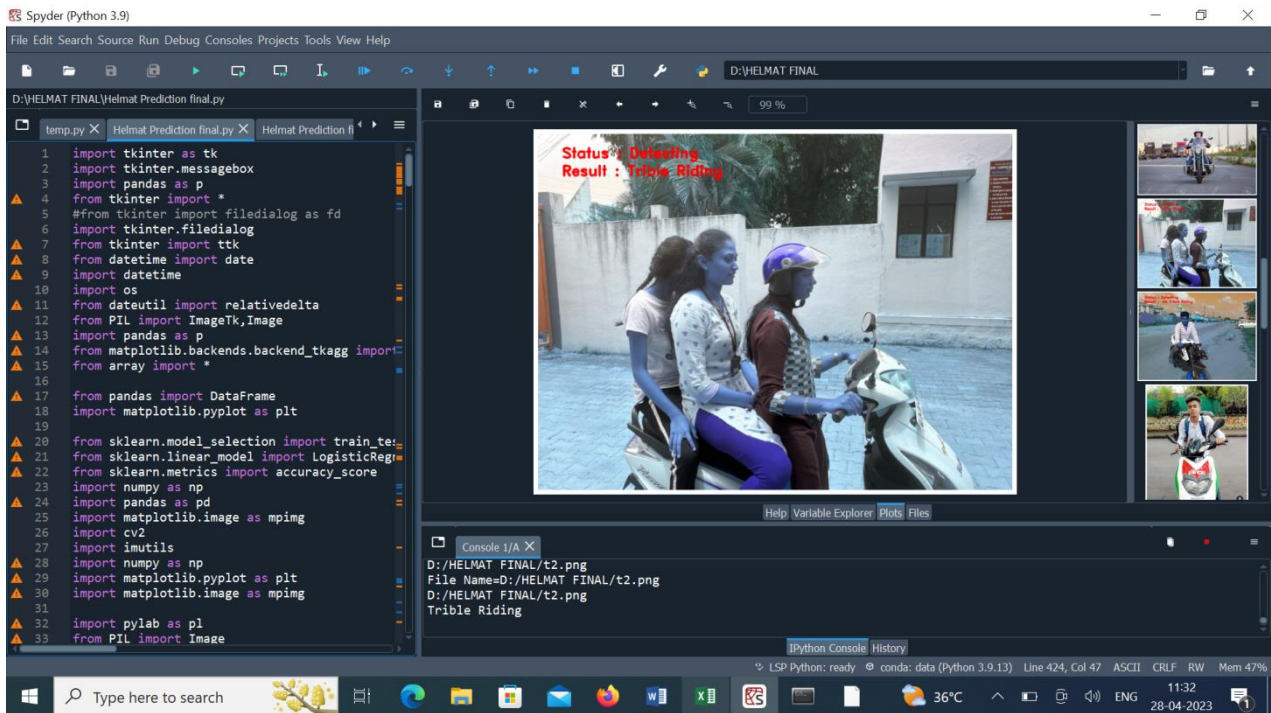 Spyder (Python 3.9)
File Edit Search Source Run Debug Consoles Projects Tools View Help
D:\HELMAT FINAL
D:\HELMAT FINAL\Helmat Prediction final.py
temp.py Helmat Prediction final.py Helmat Prediction fi
99 %
1 import tkinter as tk
2 import tkinter.messagebox
3 import pandas as p
4 from tkinter import *
5 #from tkinter import filedialog as fd
6 import tkinter.filedialog
7 from tkinter import ttk
8 from datetime import date
9 import datetime
10 import os
11 from dateutil import relativedelta
12 from PIL import ImageTk,Image
13 import pandas as p
14 from matplotlib.backends.backend_tkagg import
15 from array import *
16
17 from pandas import DataFrame
18 import matplotlib.pyplot as plt
19
20 from sklearn.model_selection import train_tes
21 from sklearn.linear_model import LogisticRegr
22 from sklearn.metrics import accuracy_score
23 import numpy as np
24 import pandas as pd
25 import matplotlib.image as mpimg
26 import cv2
27 import imutils
28 import numpy as np
29 import matplotlib.pyplot as plt
30 import matplotlib.image as mpimg
31
32 import pylab as pl
33 from PIL import Image
Status : Detecting
Result : Trible Riding
Help Variable Explorer Plots Files
Console 1/A
D:/HELMAT FINAL/t2.png
File Name=D:/HELMAT FINAL/t2.png
D:/HELMAT FINAL/t2.png
Trible Riding
IPython Console History
LSP Python: ready conda: data (Python 3.9.13) Line 424, Col 47 ASCII CRLF RW Mem 47%
Type here to search
36°C
ENG
11:32
28-04-2023
1